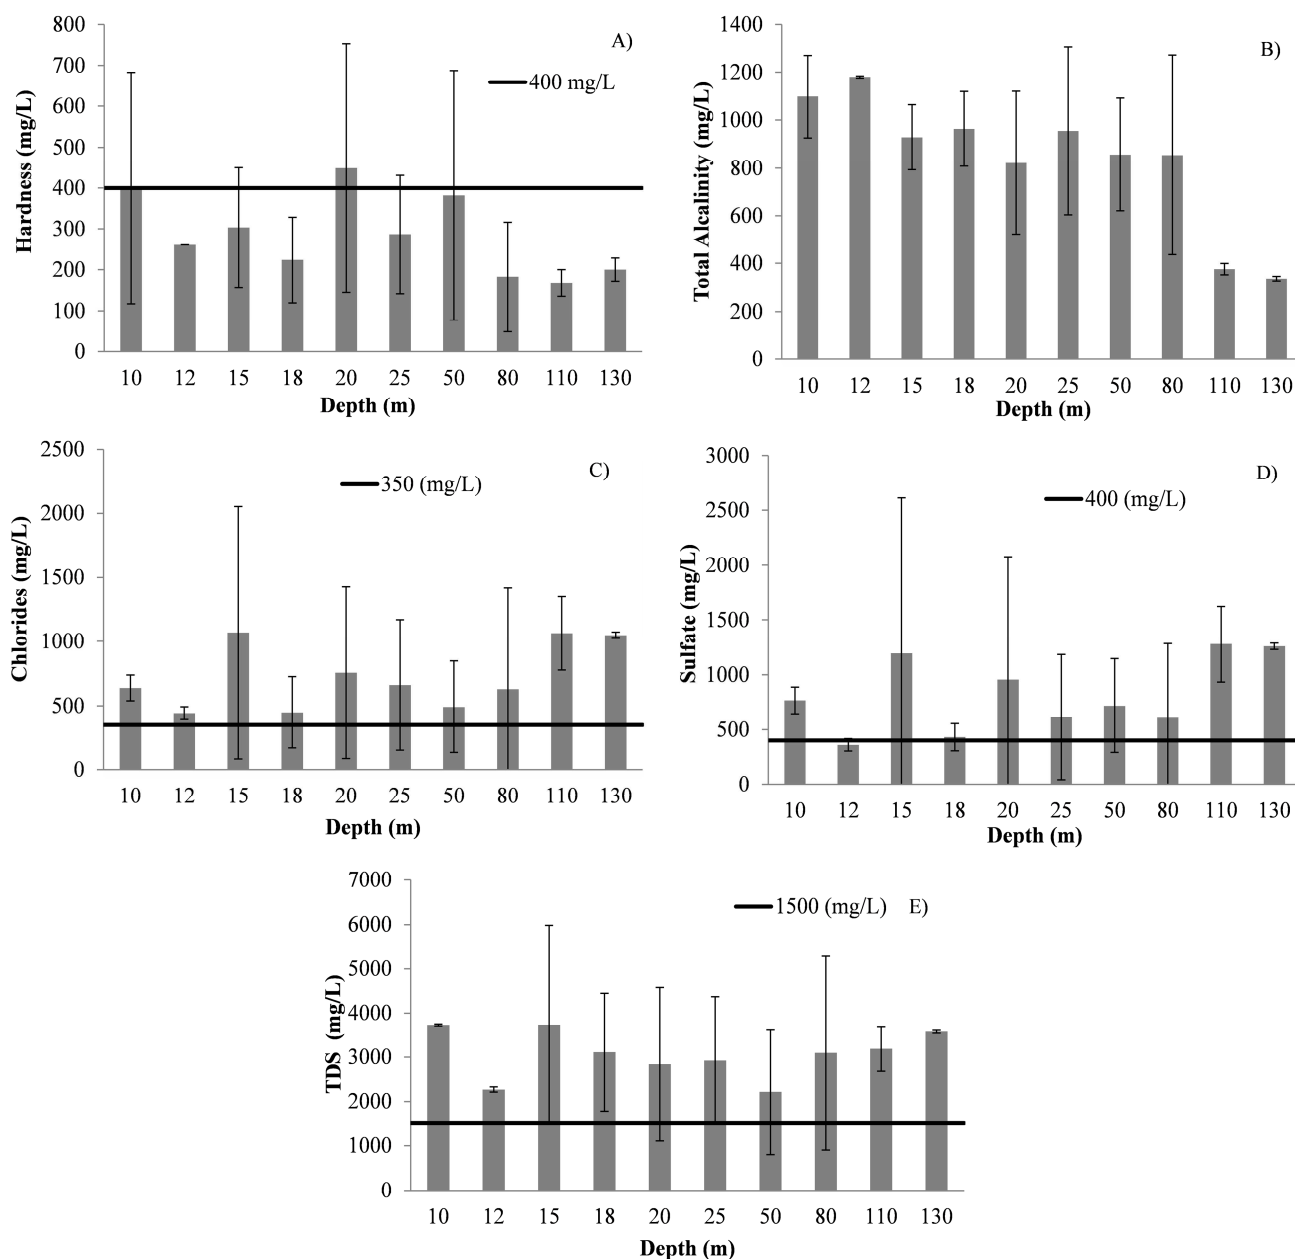 A)
400 mg/L
Hardness (mg/L)
800
700
600
500
400
300
200
100
0
10 12 15 18 20 25 50 80 110 130
Depth (m)
B)
Total Alcalinity (mg/L)
1400
1200
1000
800
600
400
200
0
10 12 15 18 20 25 50 80 110 130
Depth (m)
C)
350 (mg/L)
Chlorides (mg/L)
2500
2000
1500
1000
500
0
10 12 15 18 20 25 50 80 110 130
Depth (m)
D)
400 (mg/L)
Sulfate (mg/L)
3000
2500
2000
1500
1000
500
0
10 12 15 18 20 25 50 80 110 130
Depth (m)
1500 (mg/L) E)
TDS (mg/L)
7000
6000
5000
4000
3000
2000
1000
0
10 12 15 18 20 25 50 80 110 130
Depth (m)